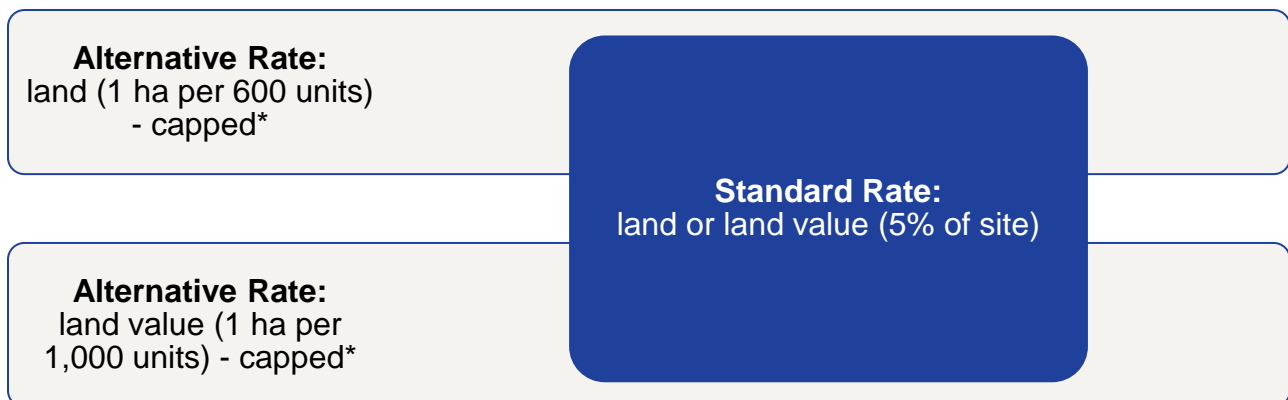 Alternative Rate:
land (1 ha per 600 units)
- capped*
Standard Rate:
land or land value (5% of site)
Alternative Rate:
land value (1 ha per
1,000 units) - capped*